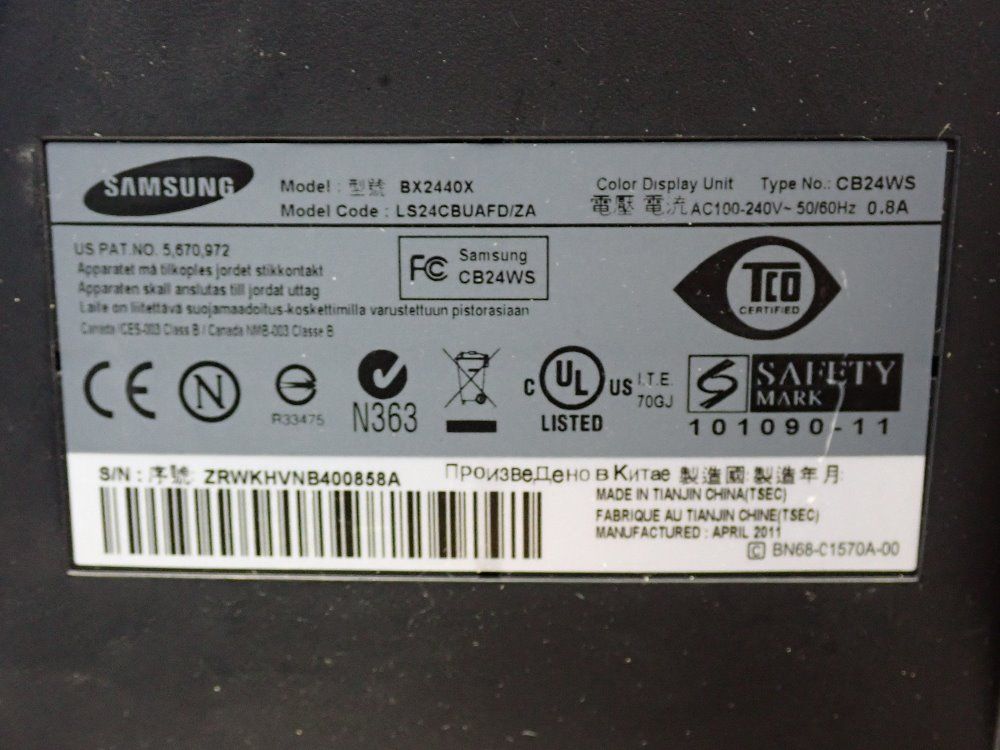 SAMSUNG
Model : 型號 BX2440X
Model Code : LS24CBUAFD/ZA
Color Display Unit Type No.: CB24WS
電壓 電流 AC100-240V~ 50/60Hz 0.8A
US PAT.NO. 5,670,972
Apparatet må tilkoples jordet stikkontakt
Apparaten skall anslutas till jordat uttag
Laite on liitettävä suojamaadoitus-koskettimilla varustettuun pistorasiaan
Canada ICES-003 Class B / Canada NMB-003 Classe B
FC Samsung
CB24WS
TCO
CERTIFIED
CE
N
R33475
N363
C UL US
LISTED
I.T.E.
70GJ
S SAFETY
MARK
101090-11
S/N : 序號: ZRWKHVNB400858A
ПроизвеДено в Китае 製造國: 製造年月:
MADE IN TIANJIN CHINA(TSEC)
FABRIQUE AU TIANJIN CHINE(TSEC)
MANUFACTURED : APRIL 2011
C BN68-01570A-00